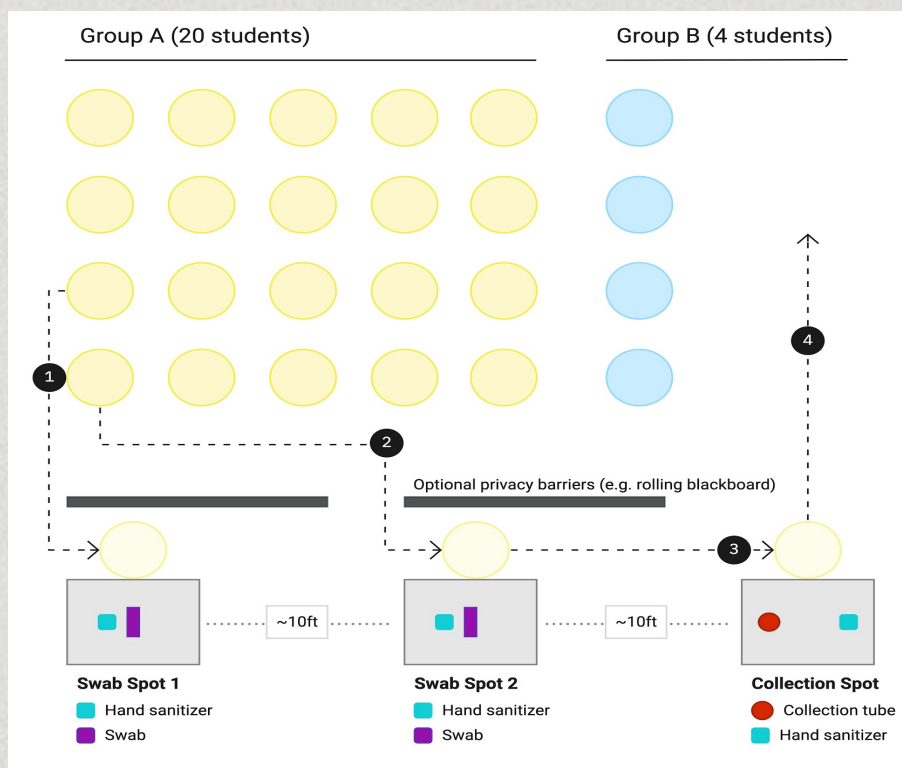 Group A (20 students)
Group B (4 students)
1
4
2
Optional privacy barriers (e.g. rolling blackboard)
3
~10ft
~10ft
Swab Spot 1
Hand sanitizer
Swab
Swab Spot 2
Hand sanitizer
Swab
Collection Spot
Collection tube
Hand sanitizer